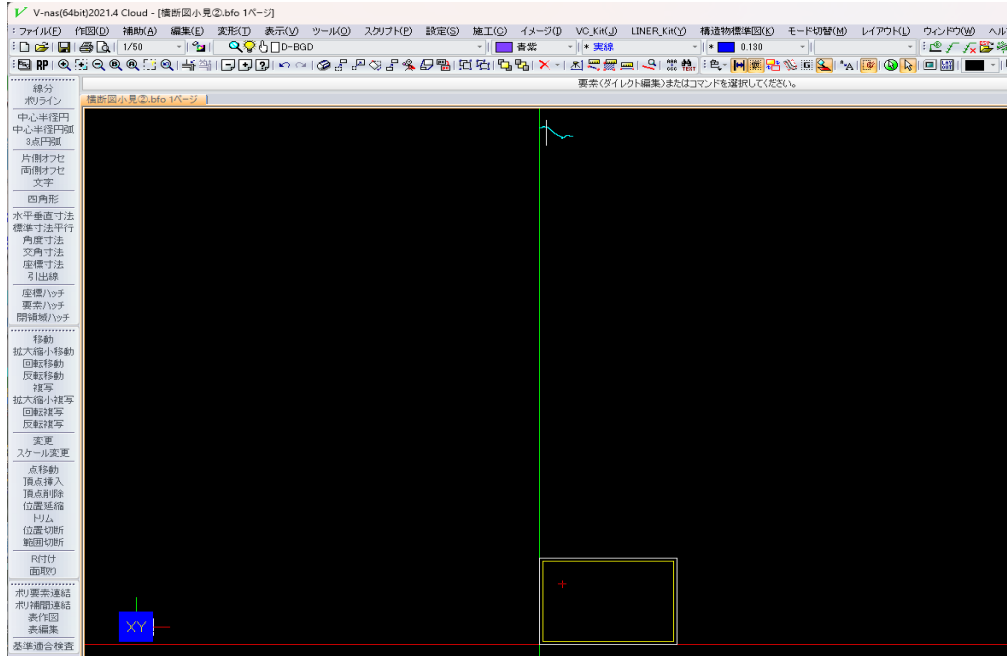 V-nas(64bit)2021.4 Cloud - [横断図小見②.bfo 1ページ]
ファイル(F) 作図(D) 補助(A) 編集(E) 変形(T) 表示(V) ツール(O) スクリプト(P) 設定(S) 施工(C) イメージ(I) VC_Kit(J) LINER_Kit(Y) 構造物標準図(K) モード切替(M) レイアウト(L) ウィンドウ(W)
1/50 D-BGD 青紫 * 実線 * 0.130
RP
要素(ダイレクト編集)またはコマンドを選択してください。
横断図小見②.bfo 1ページ
線分
ポリライン
中心半径円
中心半径円弧
3点円弧
片側オフセ
両側オフセ
文字
四角形
水平垂直寸法
標準寸法平行
角度寸法
交角寸法
座標寸法
引出線
座標ハッチ
要素ハッチ
閉領域ハッチ
移動
拡大縮小移動
回転移動
反転移動
複写
拡大縮小複写
回転複写
反転複写
変更
スケール変更
点移動
頂点挿入
頂点削除
位置延縮
トリム
位置切断
範囲切断
R付け
面取り
ポリ要素連結
ポリ補間連結
表作図
表編集
基準適合検査
XY